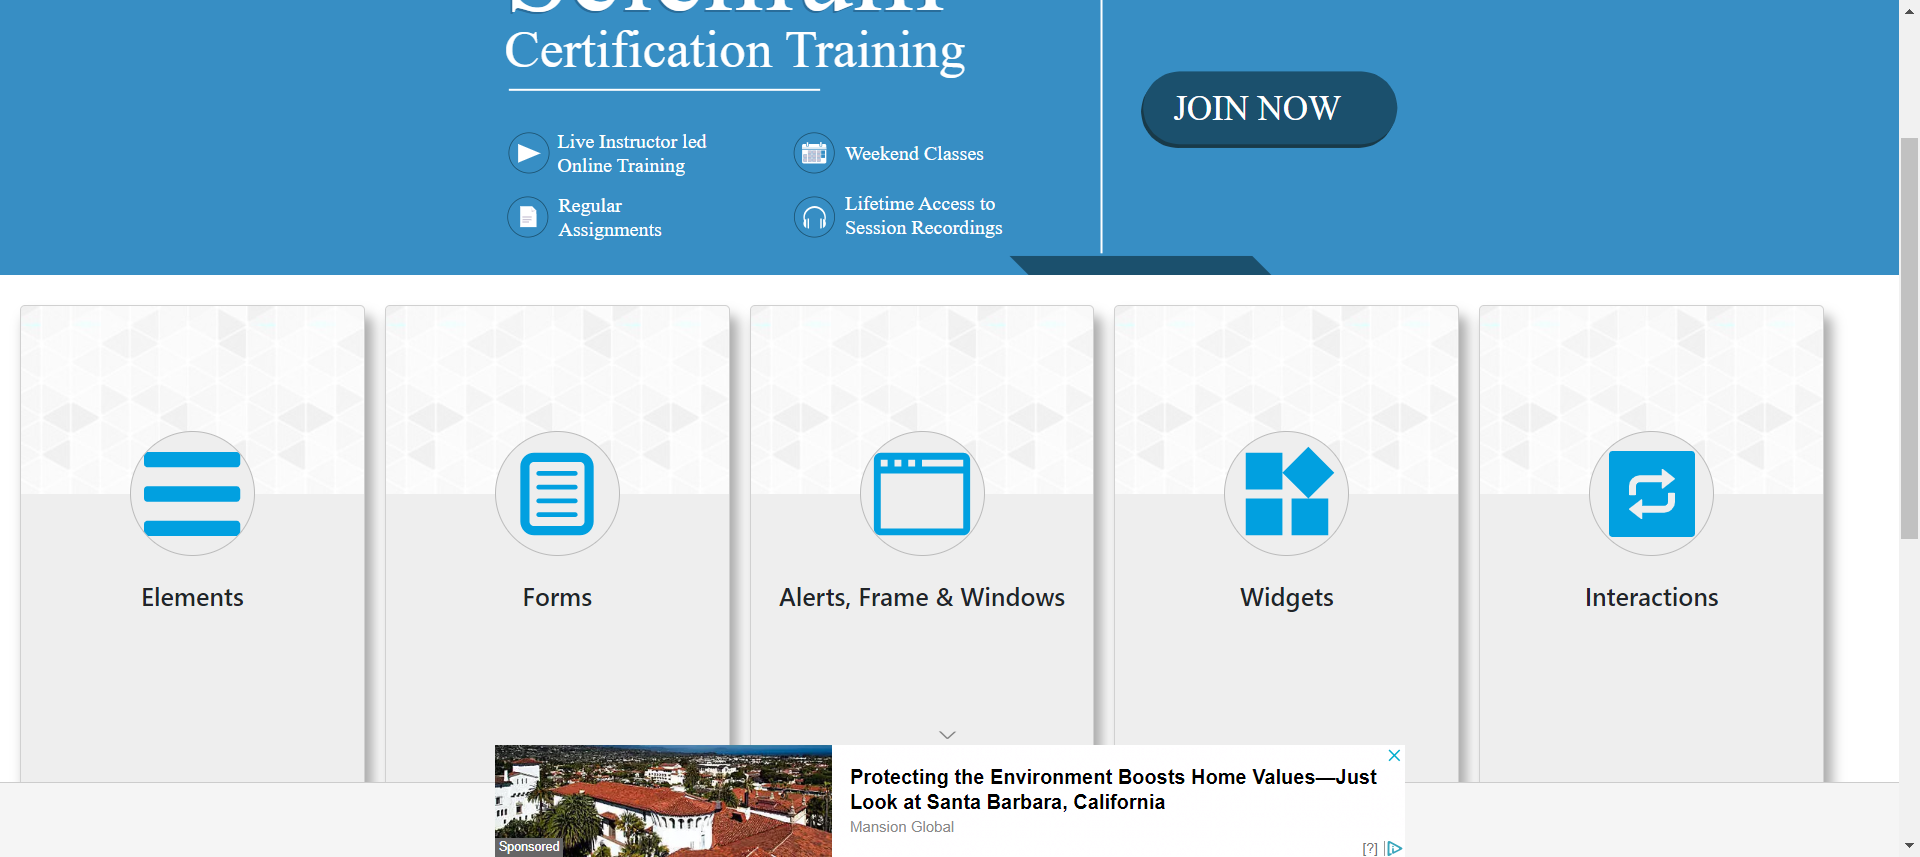 Selenium
Certification Training
JOIN NOW
Live Instructor led
Online Training
Weekend Classes
Regular
Assignments
Lifetime Access to
Session Recordings
Elements
Forms
Alerts, Frame & Windows
Widgets
Interactions
Protecting the Environment Boosts Home Values—Just
Look at Santa Barbara, California
Mansion Global
Sponsored
[?]